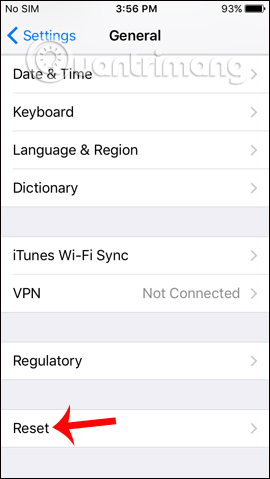 No SIM 3:56 PM 93%
Settings General
Date & Time
Quantrimang
Keyboard
Language & Region
Dictionary
iTunes Wi-Fi Sync
VPN Not Connected
Regulatory
Reset